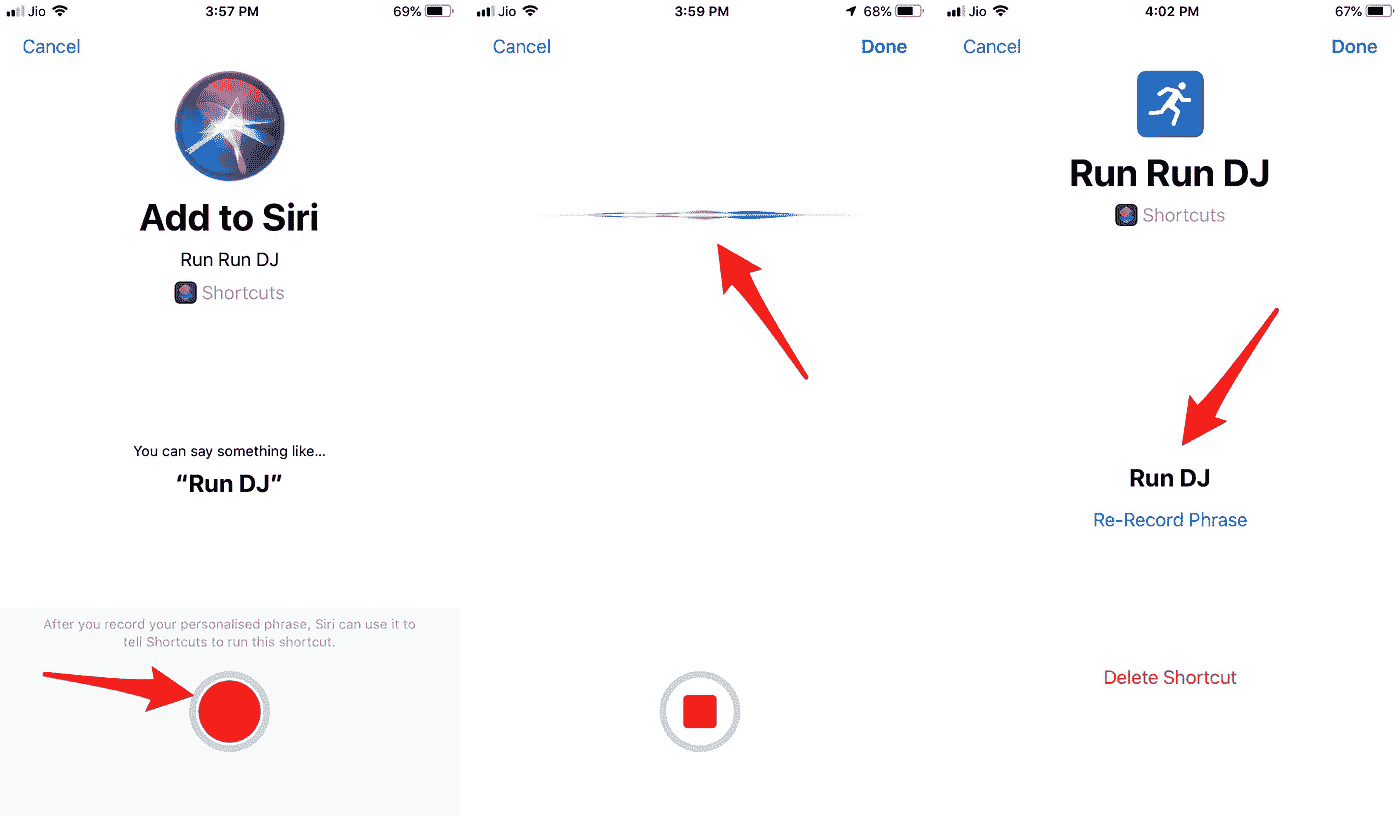 Jio 3:57 PM 69%
Cancel
Add to Siri
Run Run DJ
Shortcuts
You can say something like...
“Run DJ”
After you record your personalised phrase, Siri can use it to
tell Shortcuts to run this shortcut.
Jio 3:59 PM 68%
Cancel Done
Jio 4:02 PM 67%
Cancel Done
Run Run DJ
Shortcuts
Run DJ
Re-Record Phrase
Delete Shortcut